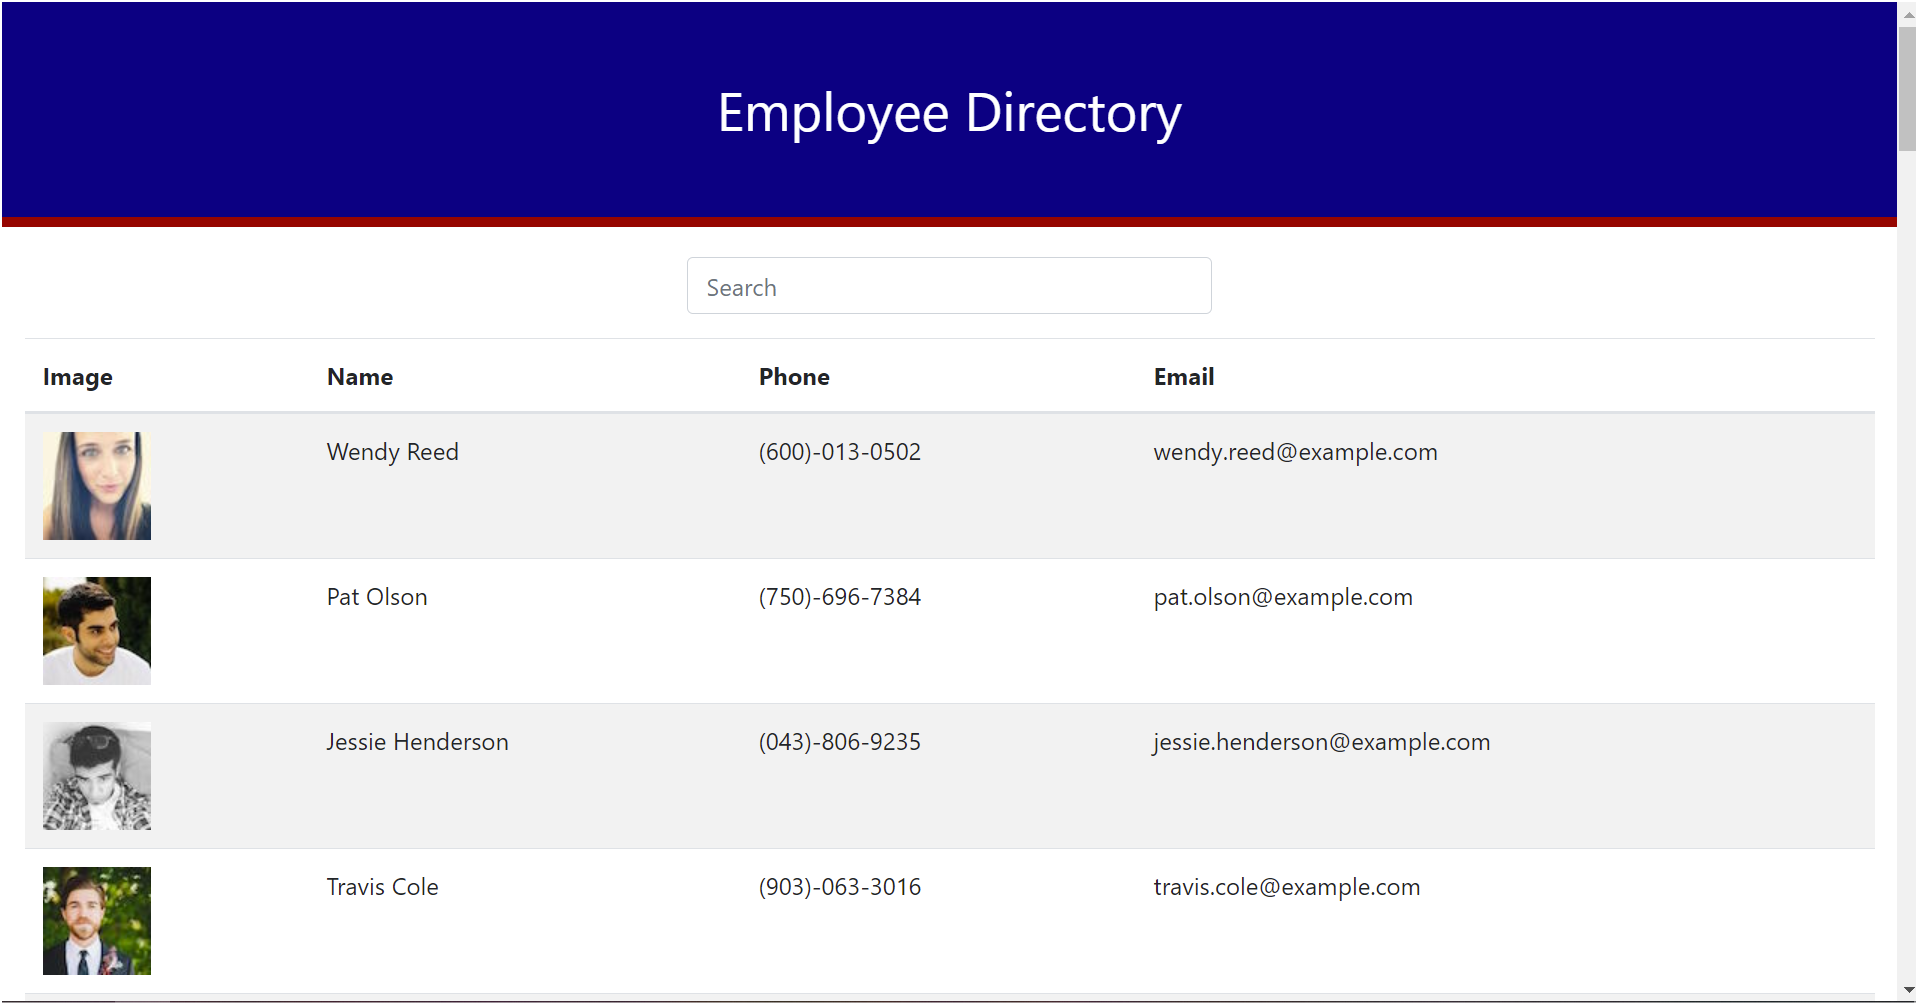 Employee Directory
Search
Image Name Phone Email
Wendy Reed (600)-013-0502 wendy.reed@example.com
Pat Olson (750)-696-7384 pat.olson@example.com
Jessie Henderson (043)-806-9235 jessie.henderson@example.com
Travis Cole (903)-063-3016 travis.cole@example.com